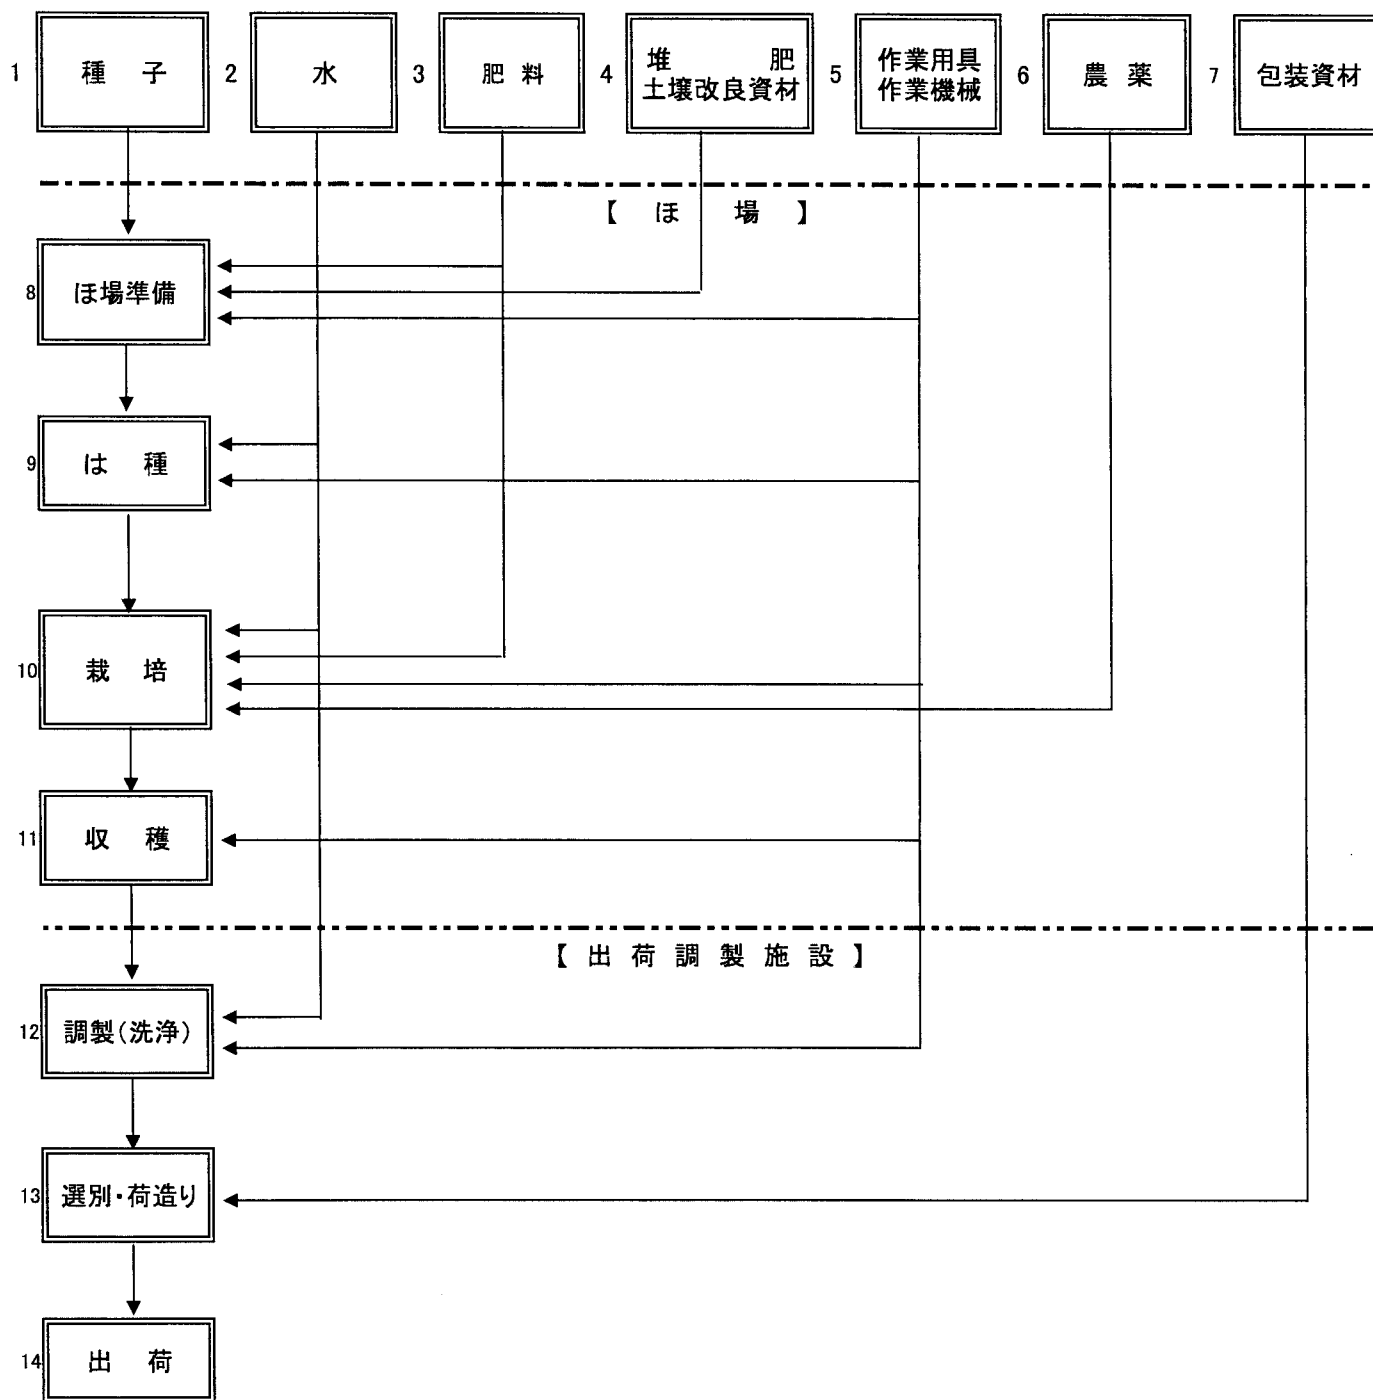 1 種 子
2 水
3 肥 料
4 堆 肥
土壌改良資材
5 作業用具
作業機械
6 農 薬
7 包装資材
【 ほ 場 】
8 ほ場準備
9 は 種
10 栽 培
11 収 穫
【 出 荷 調 製 施 設 】
12 調製(洗浄)
13 選別・荷造り
14 出 荷